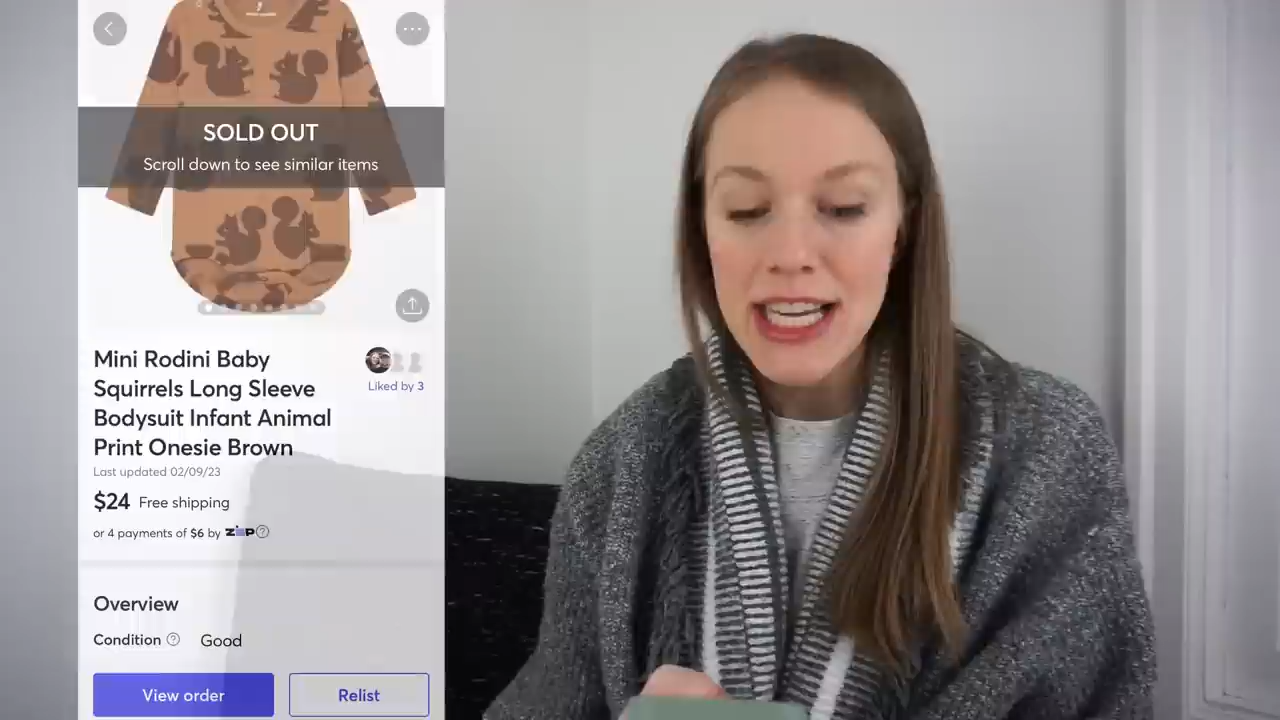 SOLD OUT
Scroll down to see similar items
Mini Rodini Baby
Squirrels Long Sleeve
Bodysuit Infant Animal
Print Onesie Brown
Liked by 3
Last updated 02/09/23
$24 Free shipping
or 4 payments of $6 by ZIP
Overview
Condition Good
View order
Relist